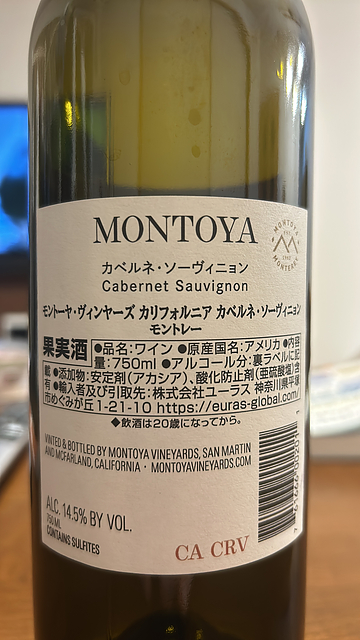 MONTOYA
MONTOYA
MONTEREY
カベルネ・ソーヴィニョン
Cabernet Sauvignon
モントーヤ・ヴィンヤーズ カリフォルニア カベルネ・ソーヴィニョン
モントレー
果実酒 ●品名:ワイン ●原産国名:アメリカ ●内容
量:750ml ●アルコール分:裏ラベルに記
載 ●添加物:安定剤(アカシア)、酸化防止剤(亜硫酸塩)含
有 ●輸入者及び引取先:株式会社ユーラス 神奈川県平塚
市めぐみが丘1-21-10 https://euras-global.com/
◆飲酒は20歳になってから。
VINTED & BOTTLED BY MONTOYA VINEYARDS, SAN MARTIN
AND MCFARLAND, CALIFORNIA · MONTOYAVINEYARDS.COM
ALC. 14.5% BY VOL.
750 ML
CONTAINS SULFITES
CA CRV